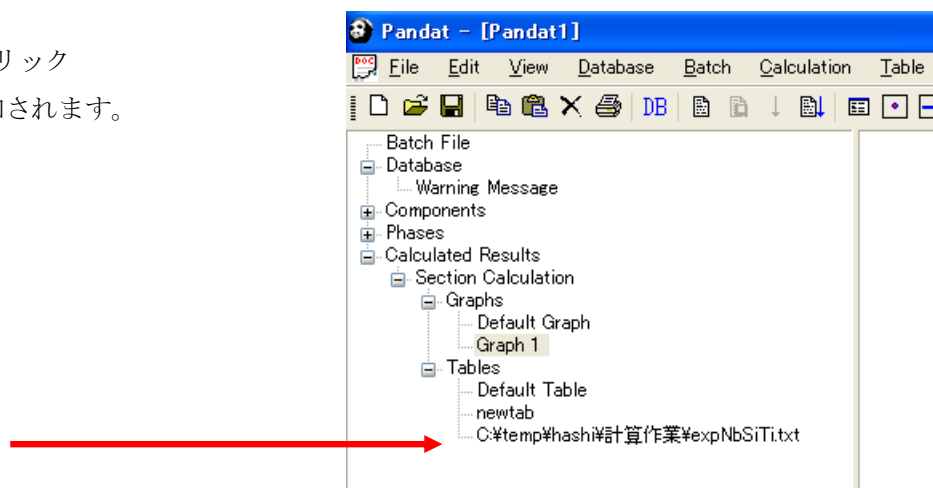 リック
Pandat - [Pandat1]
File Edit View Database Batch Calculation Table
されます。
DB
Batch File
Database
Warning Message
Components
Phases
Calculated Results
Section Calculation
Graphs
Default Graph
Graph 1
Tables
Default Table
newtab
C:¥temp¥hashi¥計算作業¥expNbSiTi.txt